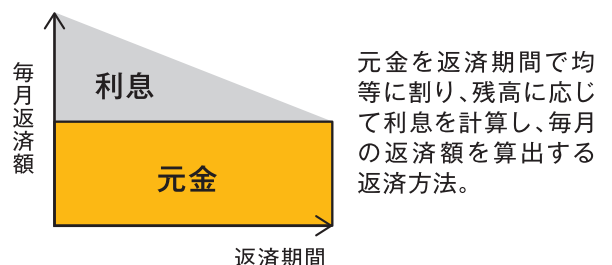 毎月返済額
利息
元金
返済期間
元金を返済期間で均
等に割り、残高に応じ
て利息を計算し、毎月
の返済額を算出する
返済方法。